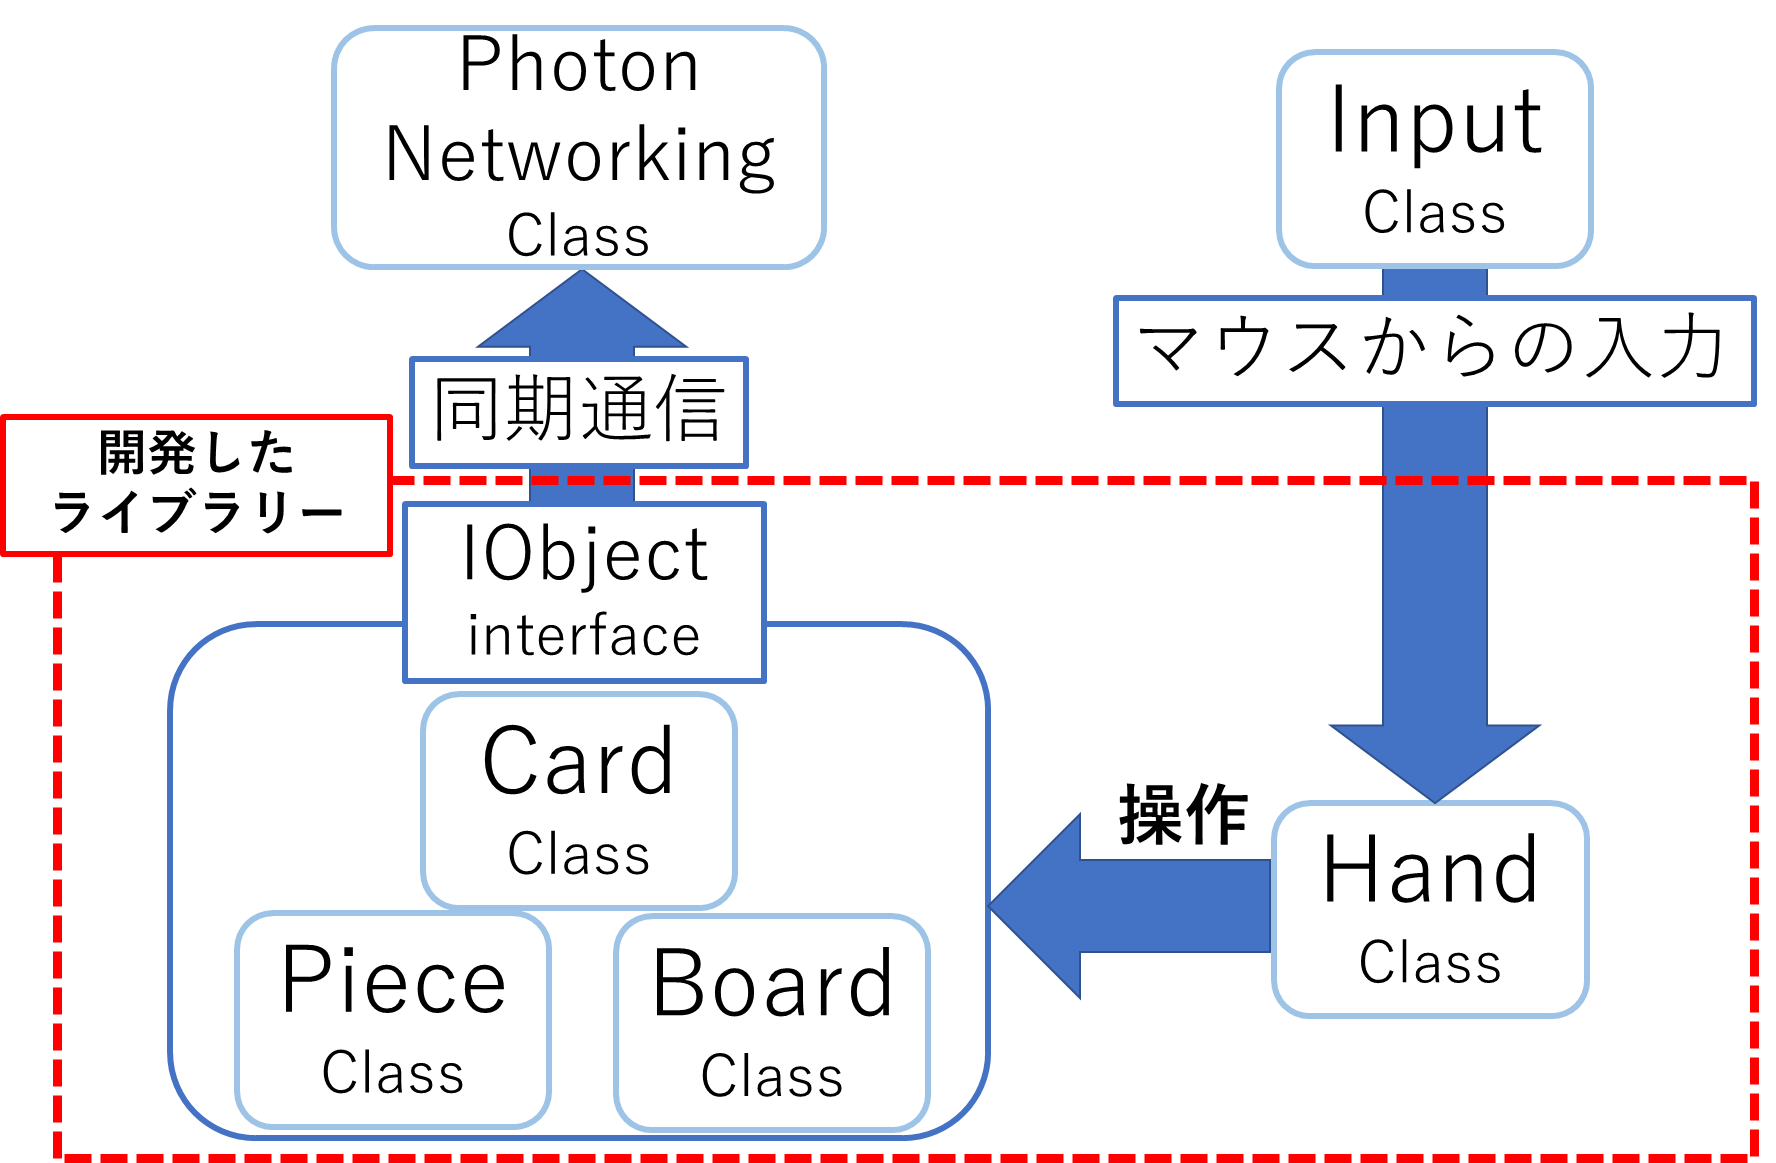 Photon
Networking
Class
Input
Class
マウスからの入力
同期通信
開発した
ライブラリー
IObject
interface
Card
Class
操作
Hand
Class
Piece
Class
Board
Class